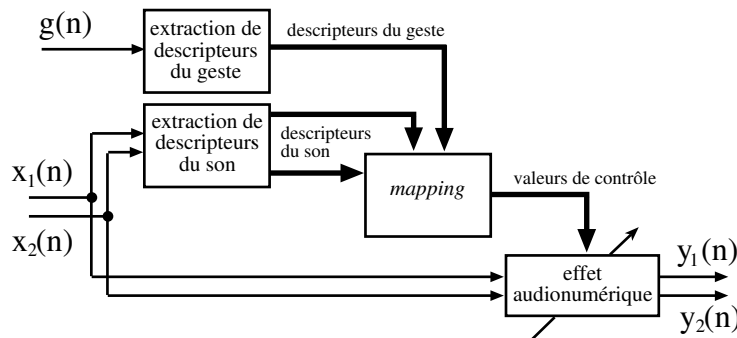 g(n)
extraction de
descripteurs
du geste
descripteurs du geste
extraction de
descripteurs
du son
descripteurs
du son
x1(n)
x2(n)
mapping
valeurs de contrôle
effet
audionumérique
y1(n)
y2(n)